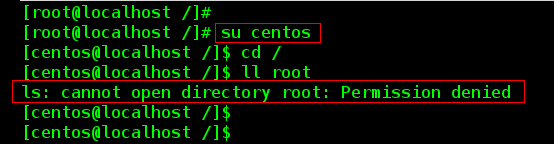 [root@localhost /]#
[root@localhost /]# su centos
[centos@localhost /]$ cd /
[centos@localhost /]$ ll root
ls: cannot open directory root: Permission denied
[centos@localhost /]$
[centos@localhost /]$